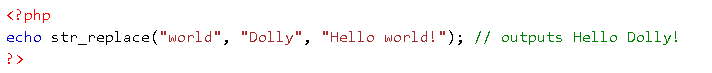 <?php
echo str_replace("world", "Dolly", "Hello world!"); // outputs Hello Dolly!
?>